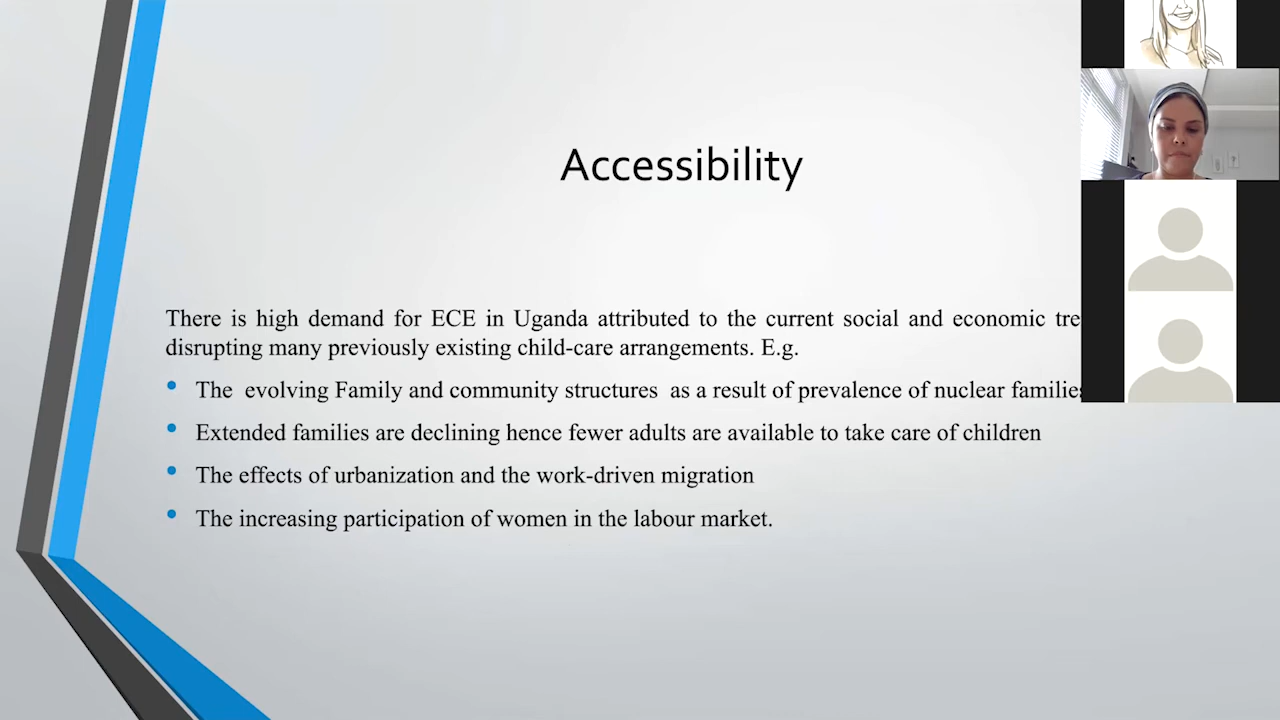 Accessibility
There is high demand for ECE in Uganda attributed to the current social and economic
disrupting many previously existing child-care arrangements. E.g.
The evolving Family and community structures as a result of prevalence of nuclear families
Extended families are declining hence fewer adults are available to take care of children
The effects of urbanization and the work-driven migration
The increasing participation of women in the labour market.